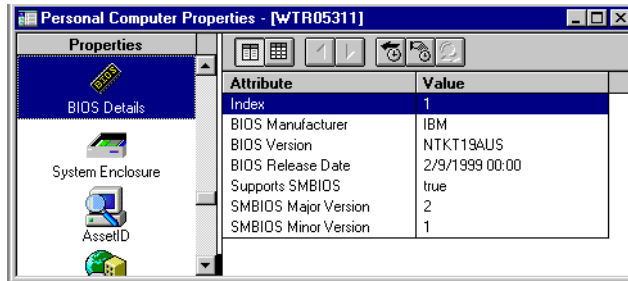 Personal Computer Properties - [WTR05311]
Properties
BIOS
BIOS Details
System Enclosure
AssetID
Attribute Value
Index 1
BIOS Manufacturer IBM
BIOS Version NTKT19AUS
BIOS Release Date 2/9/1999 00:00
Supports SMBIOS true
SMBIOS Major Version 2
SMBIOS Minor Version 1